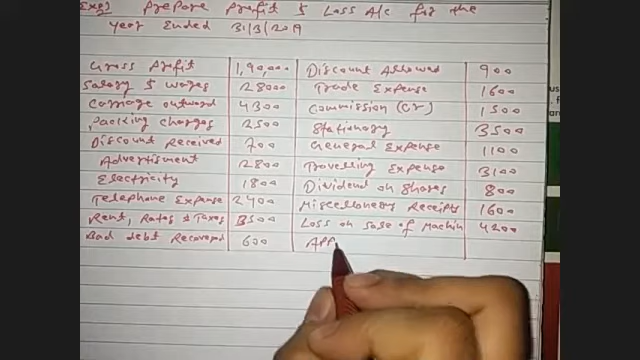 Exq) Prepare Profit & Loss A/c for the
Year Ended 31/3/2019
Gross Profit 1,90,000 Discount Allowed 900
Salary & wages 28000 Trade Expense 1600
Carriage outward 4300 Commission (Cr) 1500
Packing Charges 2500 Stationary 3500
Discount Received 700 General Expense 1100
Advertisment 2800 Travelling Expense 3100
Electricity 1800 Dividend on Shares 800
Telephone Expense 2400 Miscellonery Receipts 1600
Rent, Rates & Taxes 3500 Loss on Sale of Machin 4200
Bad debt Recovered 600 APP